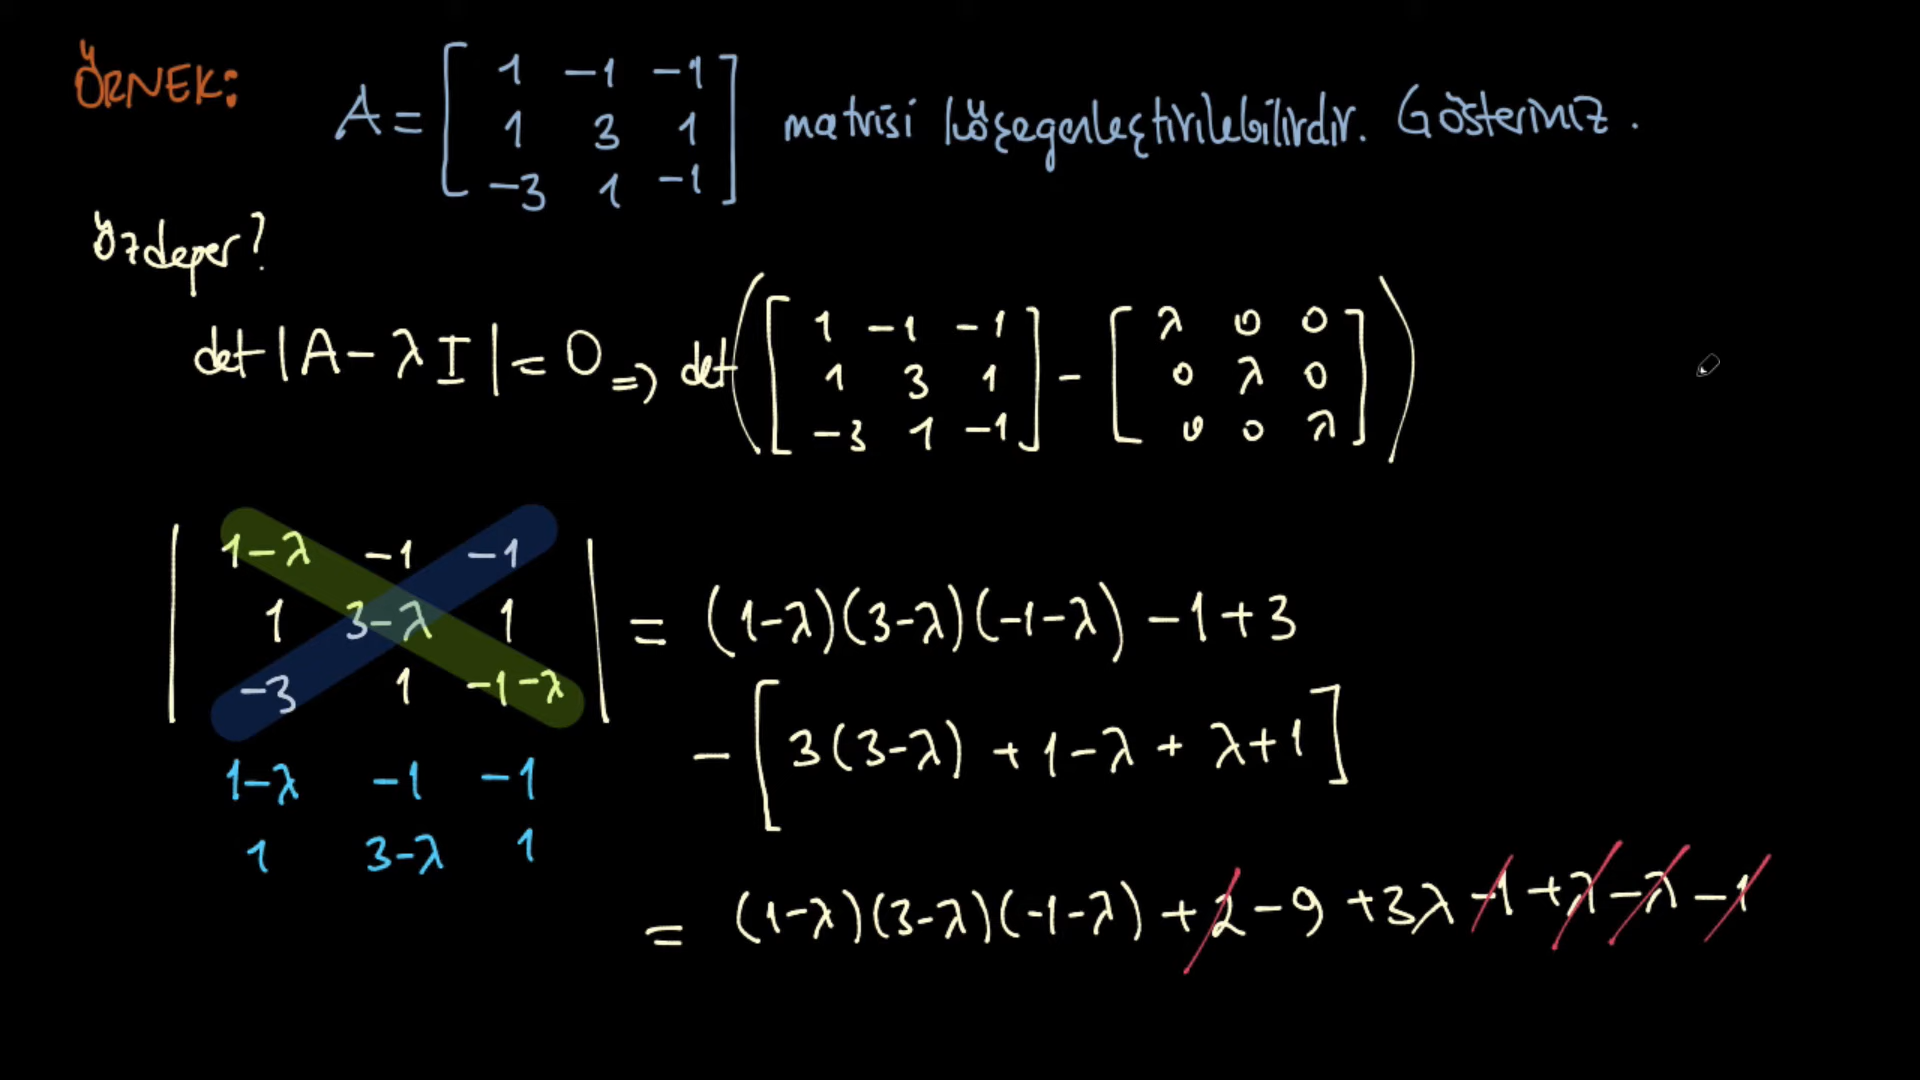 ÖRNEK:
A = [ 1 -1 -1 ; 1 3 1 ; -3 1 -1 ] matrisi köşegenleştirilebilirdir. Gösteriniz.
Özdeğer?
det |A - λI| = 0 => det ( [ 1 -1 -1 ; 1 3 1 ; -3 1 -1 ] - [ λ 0 0 ; 0 λ 0 ; 0 0 λ ] )
| 1-λ -1 -1 ; 1 3-λ 1 ; -3 1 -1-λ | = (1-λ)(3-λ)(-1-λ) -1+3
- [ 3(3-λ) + 1-λ + λ+1 ]
1-λ -1 -1
1 3-λ 1
= (1-λ)(3-λ)(-1-λ) +2 -9 +3λ -1 +λ -λ -1